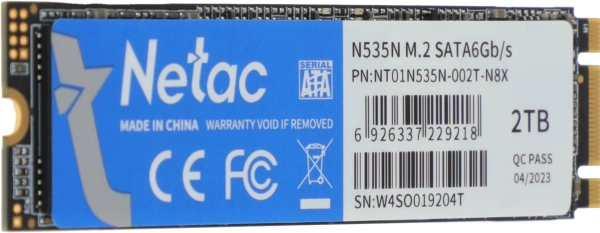 Netac
SERIAL
ATA
MADE IN CHINA WARRANTY VOID IF REMOVED
CE FC
N535N M.2 SATA6Gb/s
PN:NT01N535N-002T-N8X
6 926337 229218
2TB
QC PASS
04/2023
SN:W4SO019204T